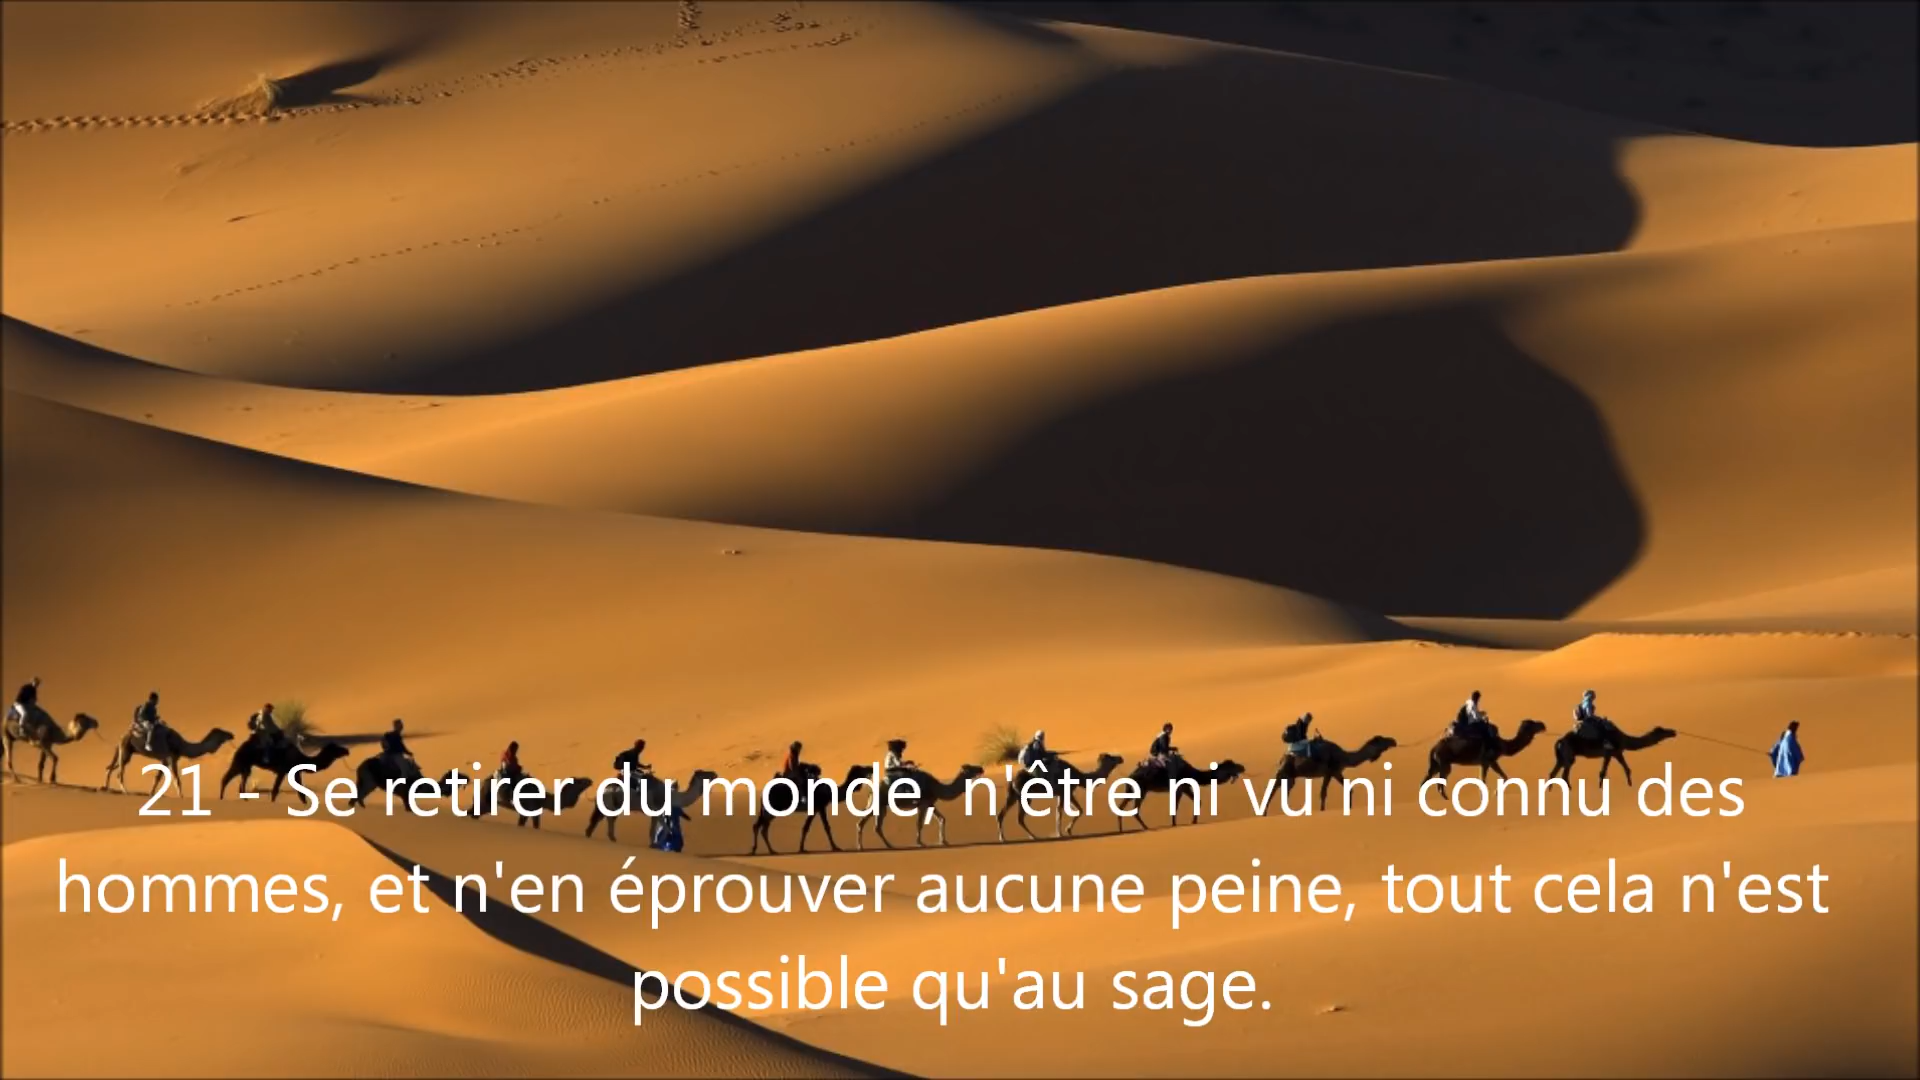 21 - Se retirer du monde, n'être ni vu ni connu des
hommes, et n'en éprouver aucune peine, tout cela n'est
possible qu'au sage.